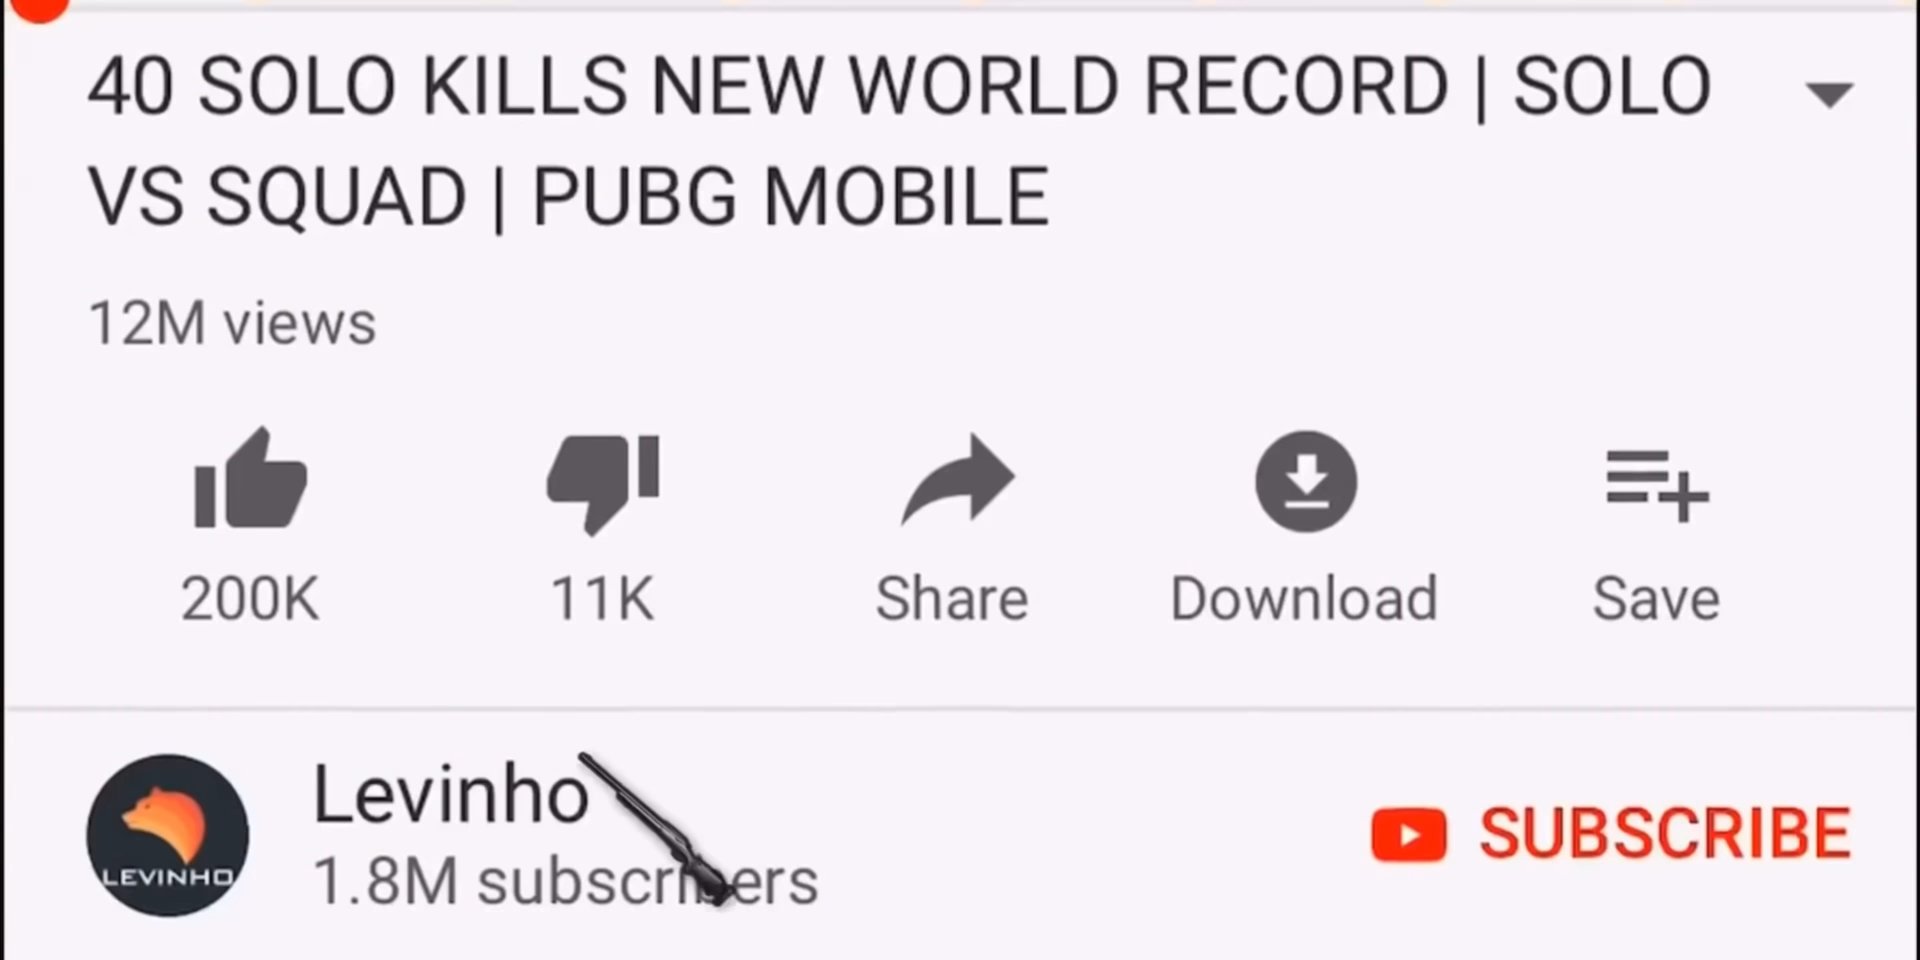 40 SOLO KILLS NEW WORLD RECORD | SOLO
VS SQUAD | PUBG MOBILE
12M views
200K
11K
Share
Download
Save
Levinho
1.8M subscribers
LEVINHO
SUBSCRIBE